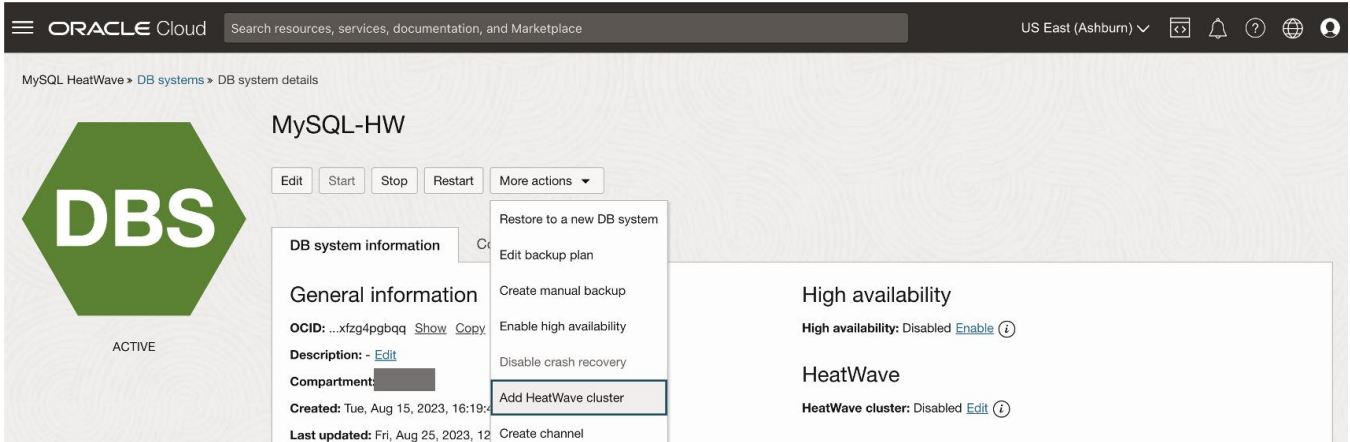 ORACLE Cloud
Search resources, services, documentation, and Marketplace
US East (Ashburn)
MySQL HeatWave » DB systems » DB system details
DBS
ACTIVE
MySQL-HW
Edit
Start
Stop
Restart
More actions
Restore to a new DB system
Edit backup plan
Create manual backup
Enable high availability
Disable crash recovery
Add HeatWave cluster
Create channel
DB system information
General information
OCID: ...xfzg4pgbqq Show Copy
Description: - Edit
Compartment:
Created: Tue, Aug 15, 2023, 16:19:
Last updated: Fri, Aug 25, 2023, 12
High availability
High availability: Disabled Enable
HeatWave
HeatWave cluster: Disabled Edit